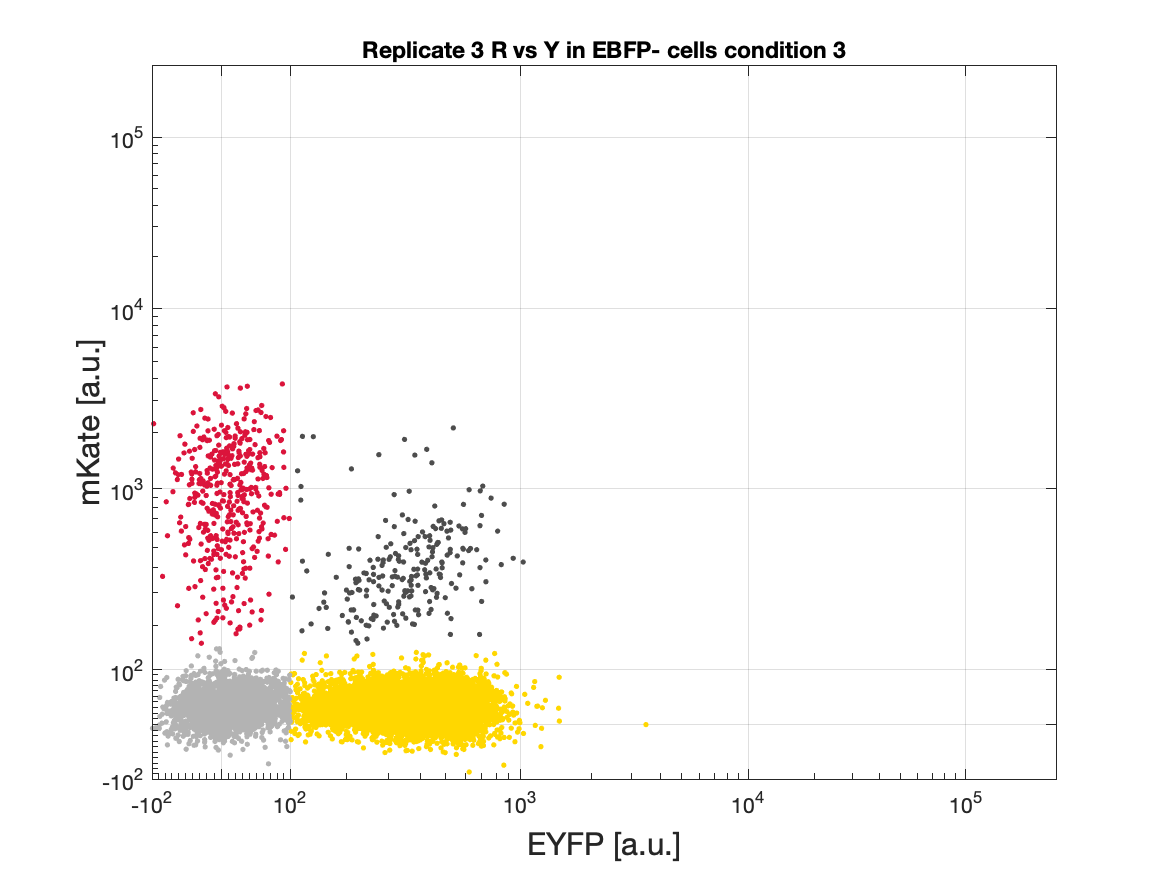 Replicate 3 R vs Y in EBFP- cells condition 3
mKate [a.u.]
10^5
10^4
10^3
10^2
-10^2
-10^2 10^2 10^3 10^4 10^5
EYFP [a.u.]